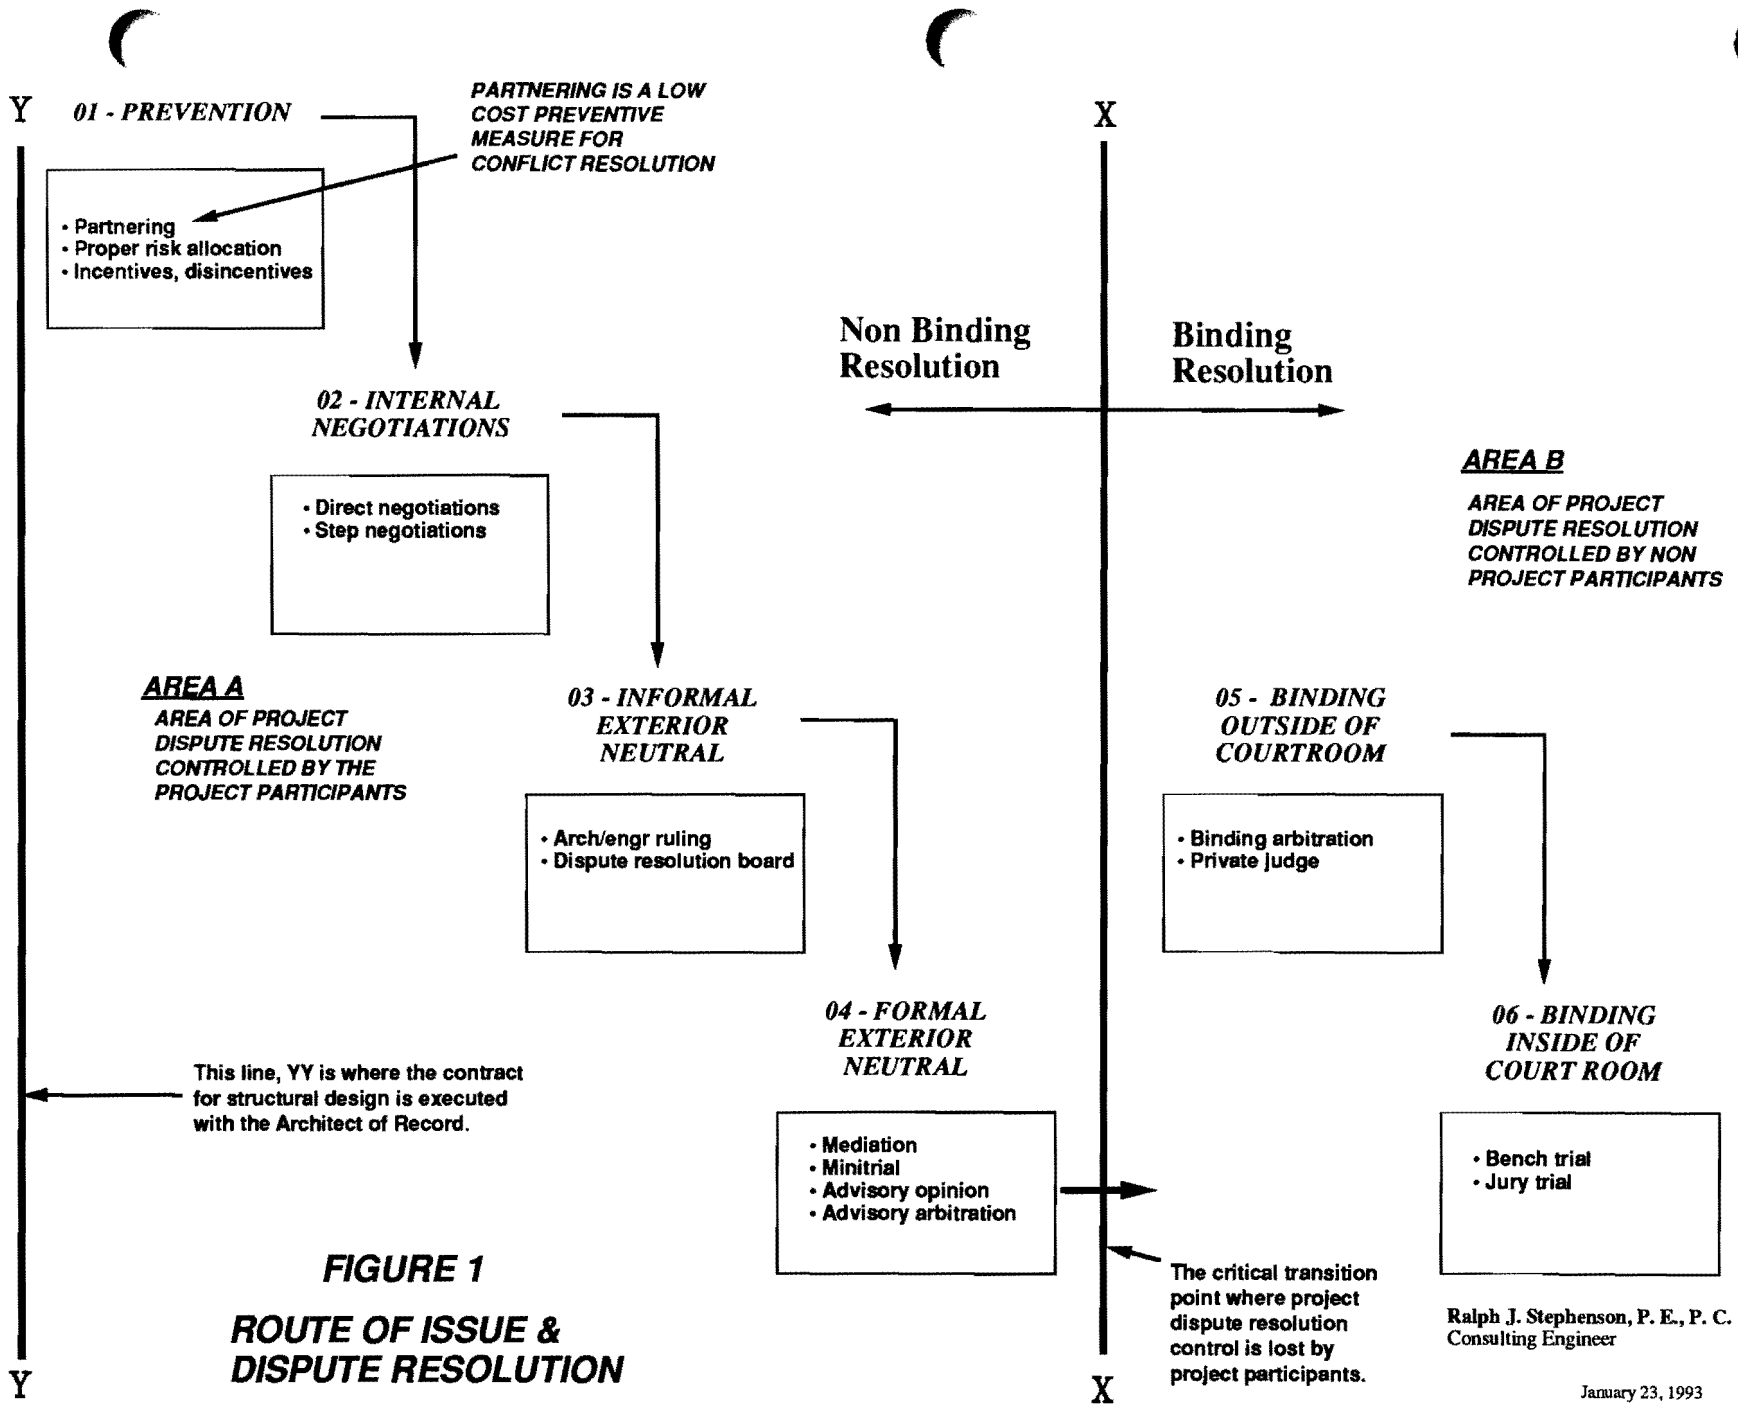 Y
01 - PREVENTION
PARTNERING IS A LOW
COST PREVENTIVE
MEASURE FOR
CONFLICT RESOLUTION
X
• Partnering
• Proper risk allocation
• Incentives, disincentives
Non Binding
Resolution
Binding
Resolution
02 - INTERNAL
NEGOTIATIONS
• Direct negotiations
• Step negotiations
AREA B
AREA OF PROJECT
DISPUTE RESOLUTION
CONTROLLED BY NON
PROJECT PARTICIPANTS
AREA A
AREA OF PROJECT
DISPUTE RESOLUTION
CONTROLLED BY THE
PROJECT PARTICIPANTS
03 - INFORMAL
EXTERIOR
NEUTRAL
• Arch/engr ruling
• Dispute resolution board
05 - BINDING
OUTSIDE OF
COURTROOM
• Binding arbitration
• Private judge
04 - FORMAL
EXTERIOR
NEUTRAL
• Mediation
• Minitrial
• Advisory opinion
• Advisory arbitration
06 - BINDING
INSIDE OF
COURT ROOM
• Bench trial
• Jury trial
This line, YY is where the contract
for structural design is executed
with the Architect of Record.
The critical transition
point where project
dispute resolution
control is lost by
project participants.
FIGURE 1
ROUTE OF ISSUE &
DISPUTE RESOLUTION
Y
X
Ralph J. Stephenson, P. E., P. C.
Consulting Engineer
January 23, 1993